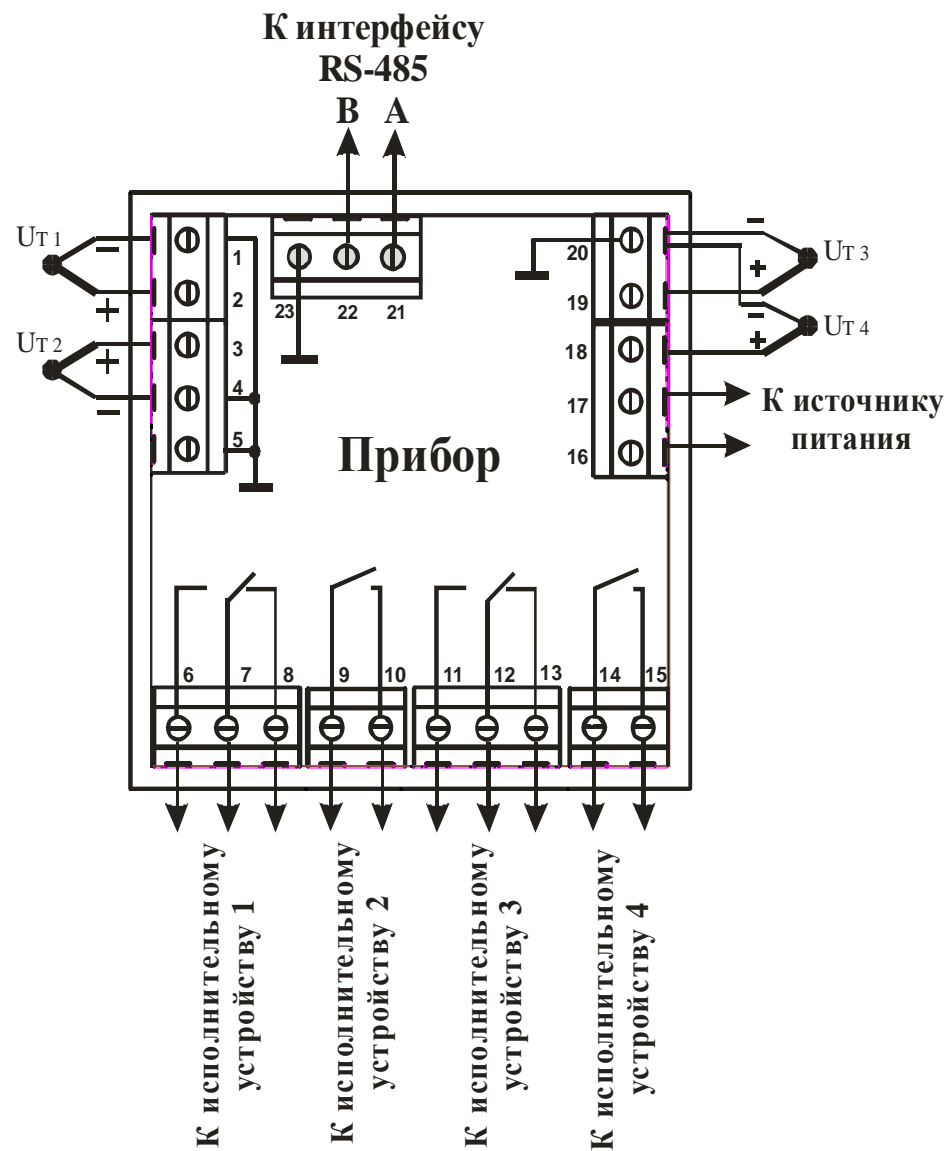 К интерфейсу
RS-485
B A
UT 1
−
+
UT 2
+
−
1
2
3
4
5
23 22 21
20
19
18
17
16
−
+
UT 3
−
+
UT 4
К источнику
питания
Прибор
6 7 8 9 10 11 12 13 14 15
К исполнительному
устройству 1
К исполнительному
устройству 2
К исполнительному
устройству 3
К исполнительному
устройству 4